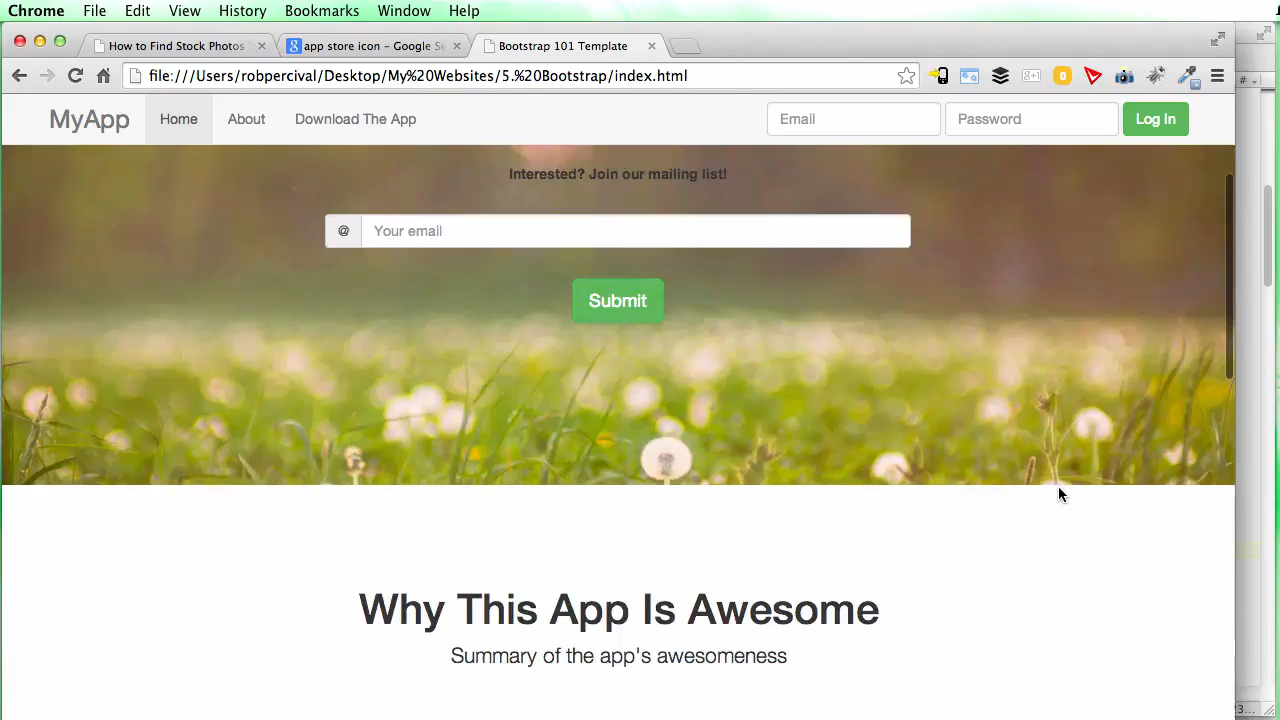 Chrome File Edit View History Bookmarks Window Help
How to Find Stock Photos
app store icon – Google Se
Bootstrap 101 Template
file:///Users/robpercival/Desktop/My%20Websites/5.%20Bootstrap/index.html
MyApp Home About Download The App Email Password Log In
Interested? Join our mailing list!
@ Your email
Submit
Why This App Is Awesome
Summary of the app's awesomeness